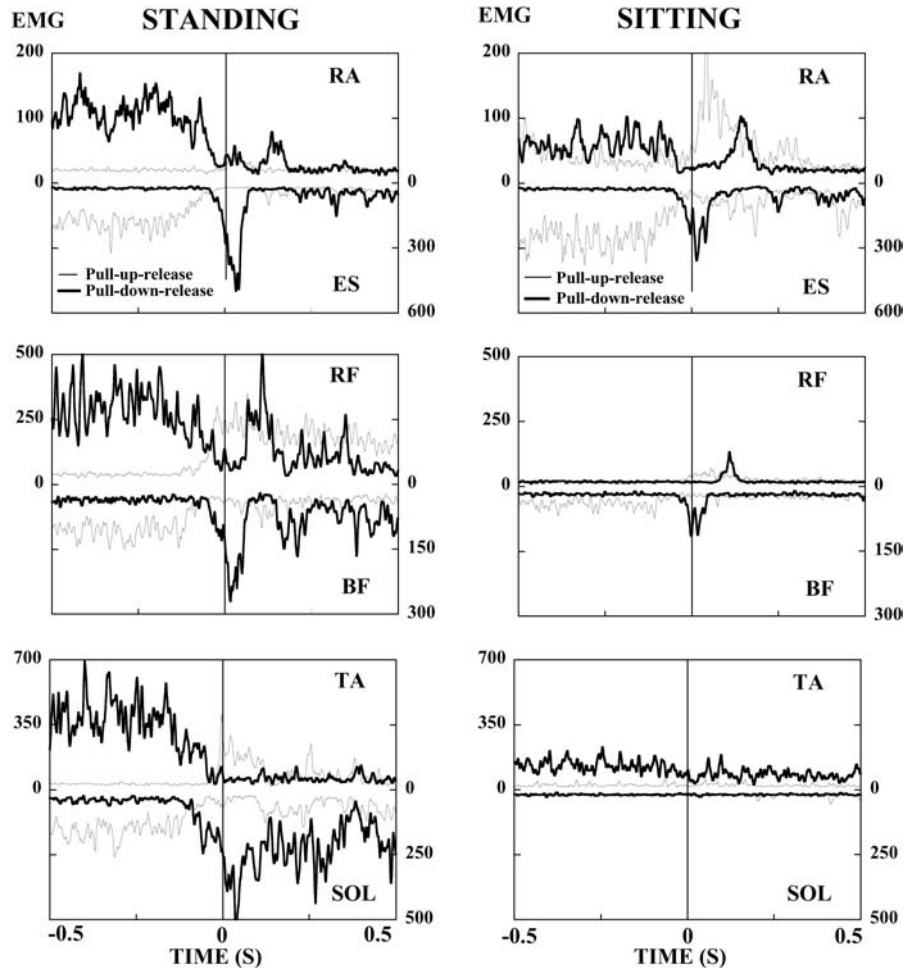 EMG STANDING EMG SITTING
200 RA 200 RA
100 100
0 0 0 0
300 300
Pull-up-release Pull-up-release
Pull-down-release Pull-down-release
ES ES
600 600
500 RF 500 RF
250 250
0 0 0 0
150 150
BF BF
300 300
700 TA 700 TA
350 350
0 0 0 0
250 250
SOL SOL
500 500
-0.5 0 0.5 -0.5 0 0.5
TIME (S) TIME (S)